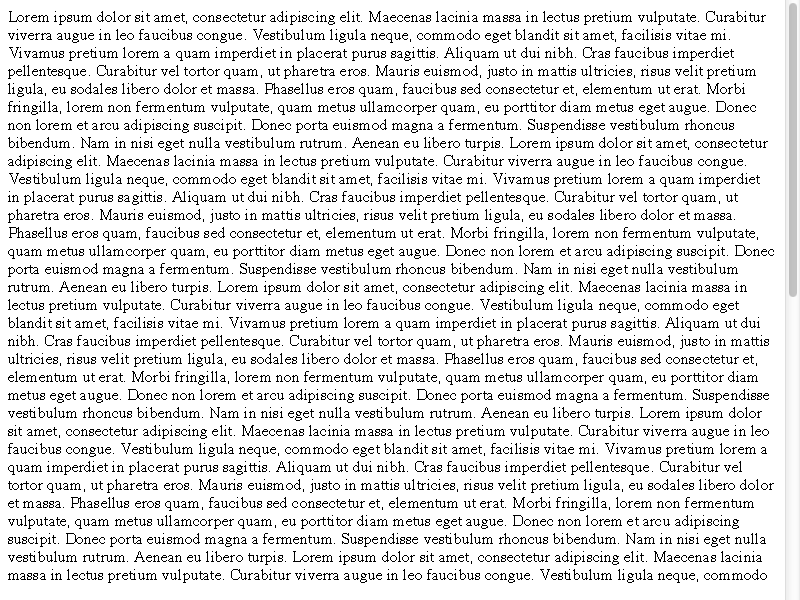 Lorem ipsum dolor sit amet, consectetur adipiscing elit. Maecenas lacinia massa in lectus pretium vulputate. Curabitur
viverra augue in leo faucibus congue. Vestibulum ligula neque, commodo eget blandit sit amet, facilisis vitae mi.
Vivamus pretium lorem a quam imperdiet in placerat purus sagittis. Aliquam ut dui nibh. Cras faucibus imperdiet
pellentesque. Curabitur vel tortor quam, ut pharetra eros. Mauris euismod, justo in mattis ultricies, risus velit pretium
ligula, eu sodales libero dolor et massa. Phasellus eros quam, faucibus sed consectetur et, elementum ut erat. Morbi
fringilla, lorem non fermentum vulputate, quam metus ullamcorper quam, eu porttitor diam metus eget augue. Donec
non lorem et arcu adipiscing suscipit. Donec porta euismod magna a fermentum. Suspendisse vestibulum rhoncus
bibendum. Nam in nisi eget nulla vestibulum rutrum. Aenean eu libero turpis. Lorem ipsum dolor sit amet, consectetur
adipiscing elit. Maecenas lacinia massa in lectus pretium vulputate. Curabitur viverra augue in leo faucibus congue.
Vestibulum ligula neque, commodo eget blandit sit amet, facilisis vitae mi. Vivamus pretium lorem a quam imperdiet
in placerat purus sagittis. Aliquam ut dui nibh. Cras faucibus imperdiet pellentesque. Curabitur vel tortor quam, ut
pharetra eros. Mauris euismod, justo in mattis ultricies, risus velit pretium ligula, eu sodales libero dolor et massa.
Phasellus eros quam, faucibus sed consectetur et, elementum ut erat. Morbi fringilla, lorem non fermentum vulputate,
quam metus ullamcorper quam, eu porttitor diam metus eget augue. Donec non lorem et arcu adipiscing suscipit. Donec
porta euismod magna a fermentum. Suspendisse vestibulum rhoncus bibendum. Nam in nisi eget nulla vestibulum
rutrum. Aenean eu libero turpis. Lorem ipsum dolor sit amet, consectetur adipiscing elit. Maecenas lacinia massa in
lectus pretium vulputate. Curabitur viverra augue in leo faucibus congue. Vestibulum ligula neque, commodo eget
blandit sit amet, facilisis vitae mi. Vivamus pretium lorem a quam imperdiet in placerat purus sagittis. Aliquam ut dui
nibh. Cras faucibus imperdiet pellentesque. Curabitur vel tortor quam, ut pharetra eros. Mauris euismod, justo in mattis
ultricies, risus velit pretium ligula, eu sodales libero dolor et massa. Phasellus eros quam, faucibus sed consectetur et,
elementum ut erat. Morbi fringilla, lorem non fermentum vulputate, quam metus ullamcorper quam, eu porttitor diam
metus eget augue. Donec non lorem et arcu adipiscing suscipit. Donec porta euismod magna a fermentum. Suspendisse
vestibulum rhoncus bibendum. Nam in nisi eget nulla vestibulum rutrum. Aenean eu libero turpis. Lorem ipsum dolor
sit amet, consectetur adipiscing elit. Maecenas lacinia massa in lectus pretium vulputate. Curabitur viverra augue in leo
faucibus congue. Vestibulum ligula neque, commodo eget blandit sit amet, facilisis vitae mi. Vivamus pretium lorem a
quam imperdiet in placerat purus sagittis. Aliquam ut dui nibh. Cras faucibus imperdiet pellentesque. Curabitur vel
tortor quam, ut pharetra eros. Mauris euismod, justo in mattis ultricies, risus velit pretium ligula, eu sodales libero dolor
et massa. Phasellus eros quam, faucibus sed consectetur et, elementum ut erat. Morbi fringilla, lorem non fermentum
vulputate, quam metus ullamcorper quam, eu porttitor diam metus eget augue. Donec non lorem et arcu adipiscing
suscipit. Donec porta euismod magna a fermentum. Suspendisse vestibulum rhoncus bibendum. Nam in nisi eget nulla
vestibulum rutrum. Aenean eu libero turpis. Lorem ipsum dolor sit amet, consectetur adipiscing elit. Maecenas lacinia
massa in lectus pretium vulputate. Curabitur viverra augue in leo faucibus congue. Vestibulum ligula neque, commodo